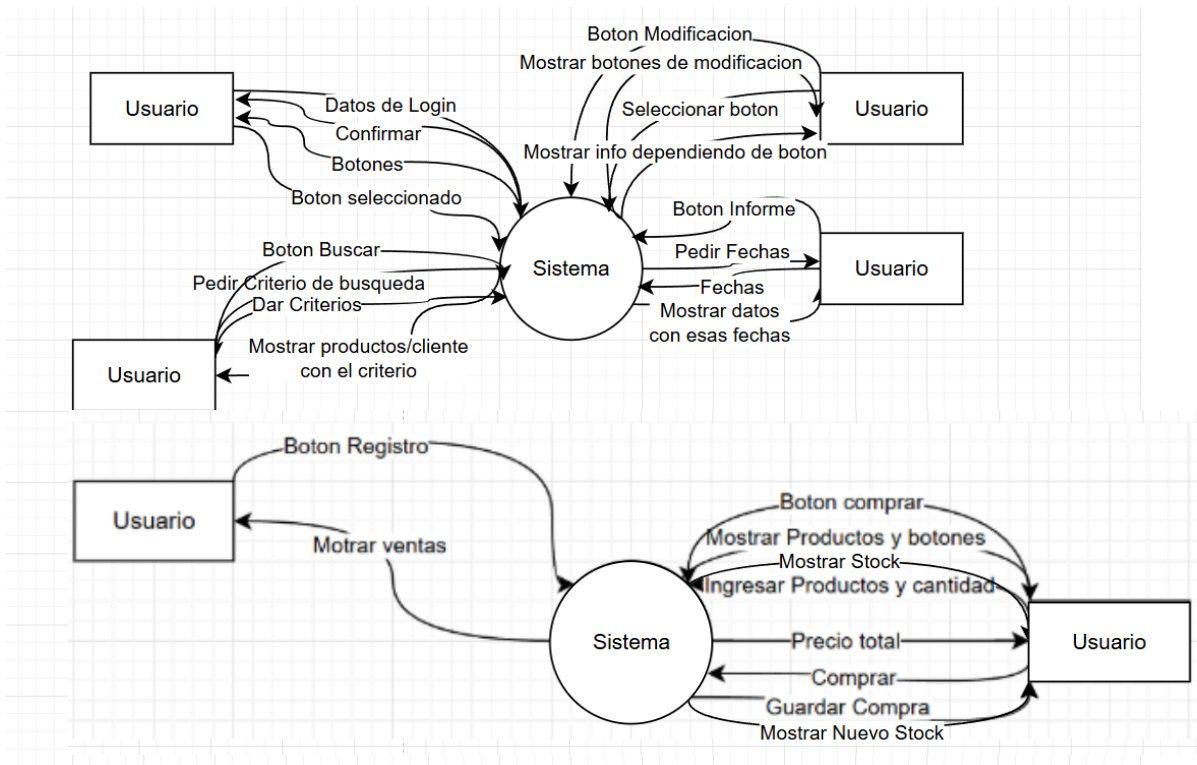 Boton Modificacion
Mostrar botones de modificacion
Usuario
Datos de Login
Seleccionar boton
Usuario
Confirmar
Botones
Mostrar info dependiendo de boton
Boton seleccionado
Boton Informe
Boton Buscar
Pedir Fechas
Sistema
Usuario
Pedir Criterio de busqueda
Fechas
Dar Criterios
Mostrar datos
con esas fechas
Mostrar productos/cliente
con el criterio
Usuario
Boton Registro
Usuario
Motrar ventas
Boton comprar
Mostrar Productos y botones
Mostrar Stock
Ingresar Productos y cantidad
Sistema
Precio total
Usuario
Comprar
Guardar Compra
Mostrar Nuevo Stock